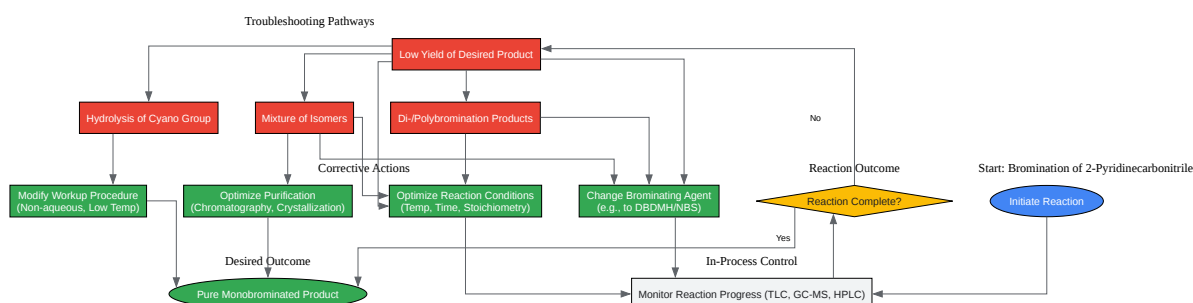 Troubleshooting Pathways
Low Yield of Desired Product
Hydrolysis of Cyano Group
Mixture of Isomers
Di-/Polybromination Products
No
Corrective Actions
Reaction Outcome
Start: Bromination of 2-Pyridinecarbonitrile
Modify Workup Procedure
(Non-aqueous, Low Temp)
Optimize Purification
(Chromatography, Crystallization)
Optimize Reaction Conditions
(Temp, Time, Stoichiometry)
Change Brominating Agent
(e.g., to DBDMH/NBS)
Reaction Complete?
Initiate Reaction
Yes
Desired Outcome
In-Process Control
Pure Monobrominated Product
Monitor Reaction Progress (TLC, GC-MS, HPLC)